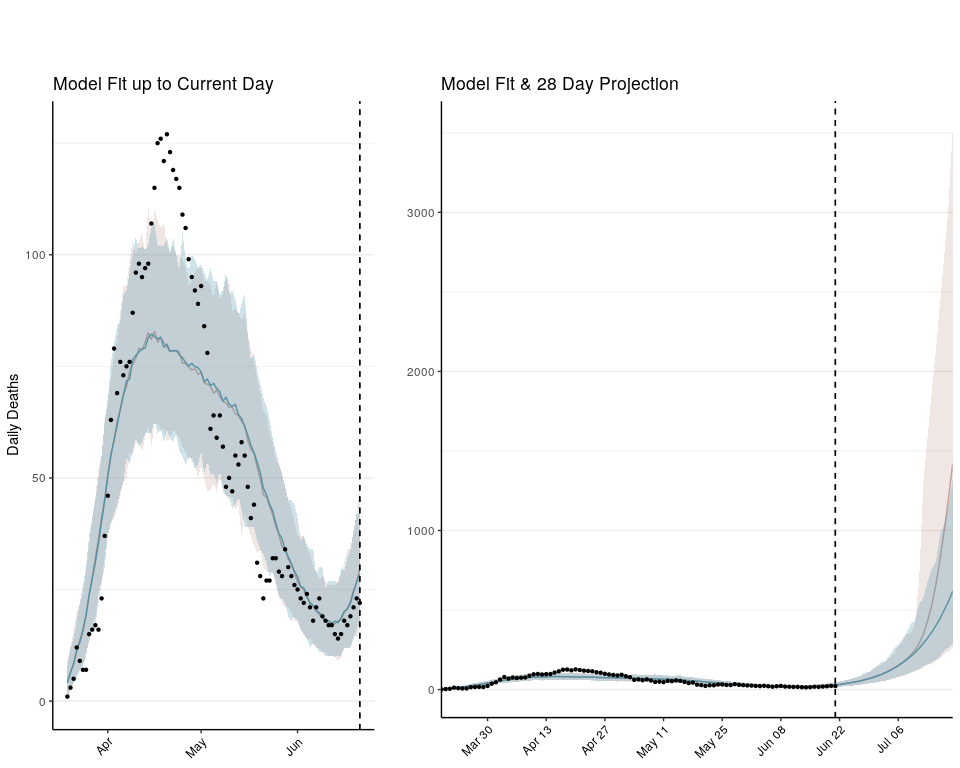 Model Fit up to Current Day
Daily Deaths
100
50
0
Apr
May
Jun
Model Fit & 28 Day Projection
3000
2000
1000
0
Mar 30
Apr 13
Apr 27
May 11
May 25
Jun 08
Jun 22
Jul 06